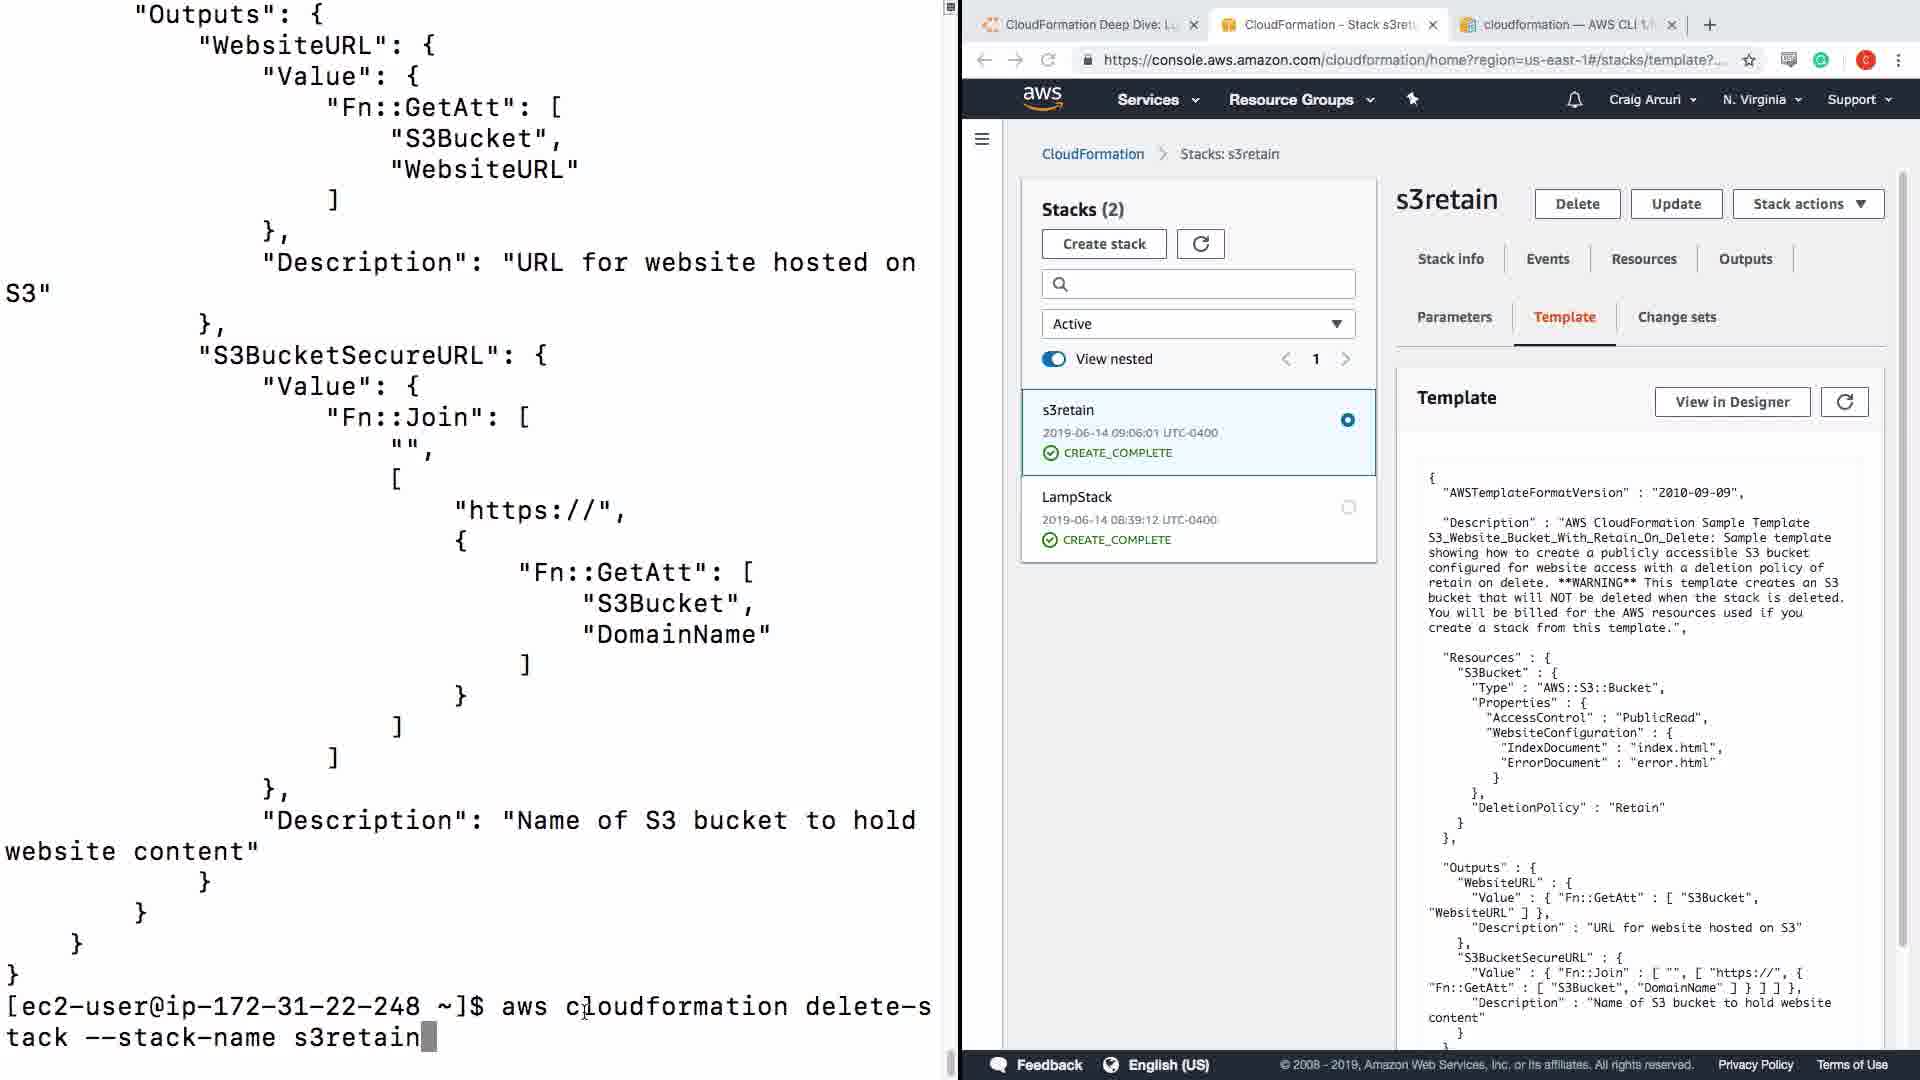 "Outputs": {
"WebsiteURL": {
"Value": {
"Fn::GetAtt": [
"S3Bucket",
"WebsiteURL"
]
},
"Description": "URL for website hosted on
S3"
},
"S3BucketSecureURL": {
"Value": {
"Fn::Join": [
"",
[
"https://",
{
"Fn::GetAtt": [
"S3Bucket",
"DomainName"
]
}
]
]
},
"Description": "Name of S3 bucket to hold
website content"
}
}
}
}
[ec2-user@ip-172-31-22-248 ~]$ aws cloudformation delete-s
tack --stack-name s3retain
CloudFormation Deep Dive: L
CloudFormation - Stack s3ret
cloudformation — AWS CLI 1.
https://console.aws.amazon.com/cloudformation/home?region=us-east-1#/stacks/template?...
C
aws
Services
Resource Groups
Craig Arcuri
N. Virginia
Support
CloudFormation
Stacks: s3retain
Stacks (2)
Create stack
Active
View nested
1
s3retain
2019-06-14 09:06:01 UTC-0400
CREATE_COMPLETE
LampStack
2019-06-14 08:39:12 UTC-0400
CREATE_COMPLETE
s3retain
Delete
Update
Stack actions
Stack info
Events
Resources
Outputs
Parameters
Template
Change sets
Template
View in Designer
{
"AWSTemplateFormatVersion" : "2010-09-09",
"Description" : "AWS CloudFormation Sample Template
S3_Website_Bucket_With_Retain_On_Delete: Sample template
showing how to create a publicly accessible S3 bucket
configured for website access with a deletion policy of
retain on delete. **WARNING** This template creates an S3
bucket that will NOT be deleted when the stack is deleted.
You will be billed for the AWS resources used if you
create a stack from this template.",
"Resources" : {
"S3Bucket" : {
"Type" : "AWS::S3::Bucket",
"Properties" : {
"AccessControl" : "PublicRead",
"WebsiteConfiguration" : {
"IndexDocument" : "index.html",
"ErrorDocument" : "error.html"
}
},
"DeletionPolicy" : "Retain"
}
},
"Outputs" : {
"WebsiteURL" : {
"Value" : { "Fn::GetAtt" : [ "S3Bucket",
"WebsiteURL" ] },
"Description" : "URL for website hosted on S3"
},
"S3BucketSecureURL" : {
"Value" : { "Fn::Join" : [ "", [ "https://", {
"Fn::GetAtt" : [ "S3Bucket", "DomainName" ] } ] ] },
"Description" : "Name of S3 bucket to hold website
content"
}
}
Feedback
English (US)
© 2008 - 2019, Amazon Web Services, Inc. or its affiliates. All rights reserved.
Privacy Policy
Terms of Use